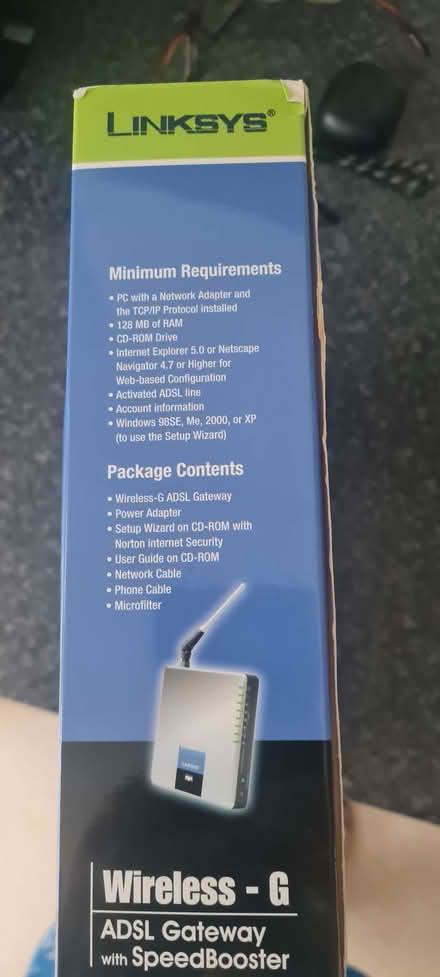 LINKSYS®
Minimum Requirements
• PC with a Network Adapter and
the TCP/IP Protocol installed
• 128 MB of RAM
• CD-ROM Drive
• Internet Explorer 5.0 or Netscape
Navigator 4.7 or Higher for
Web-based Configuration
• Activated ADSL line
• Account information
• Windows 98SE, Me, 2000, or XP
(to use the Setup Wizard)
Package Contents
• Wireless-G ADSL Gateway
• Power Adapter
• Setup Wizard on CD-ROM with
Norton Internet Security
• User Guide on CD-ROM
• Network Cable
• Phone Cable
• Microfilter
LINKSYS
Wireless - G
ADSL Gateway
with SpeedBooster